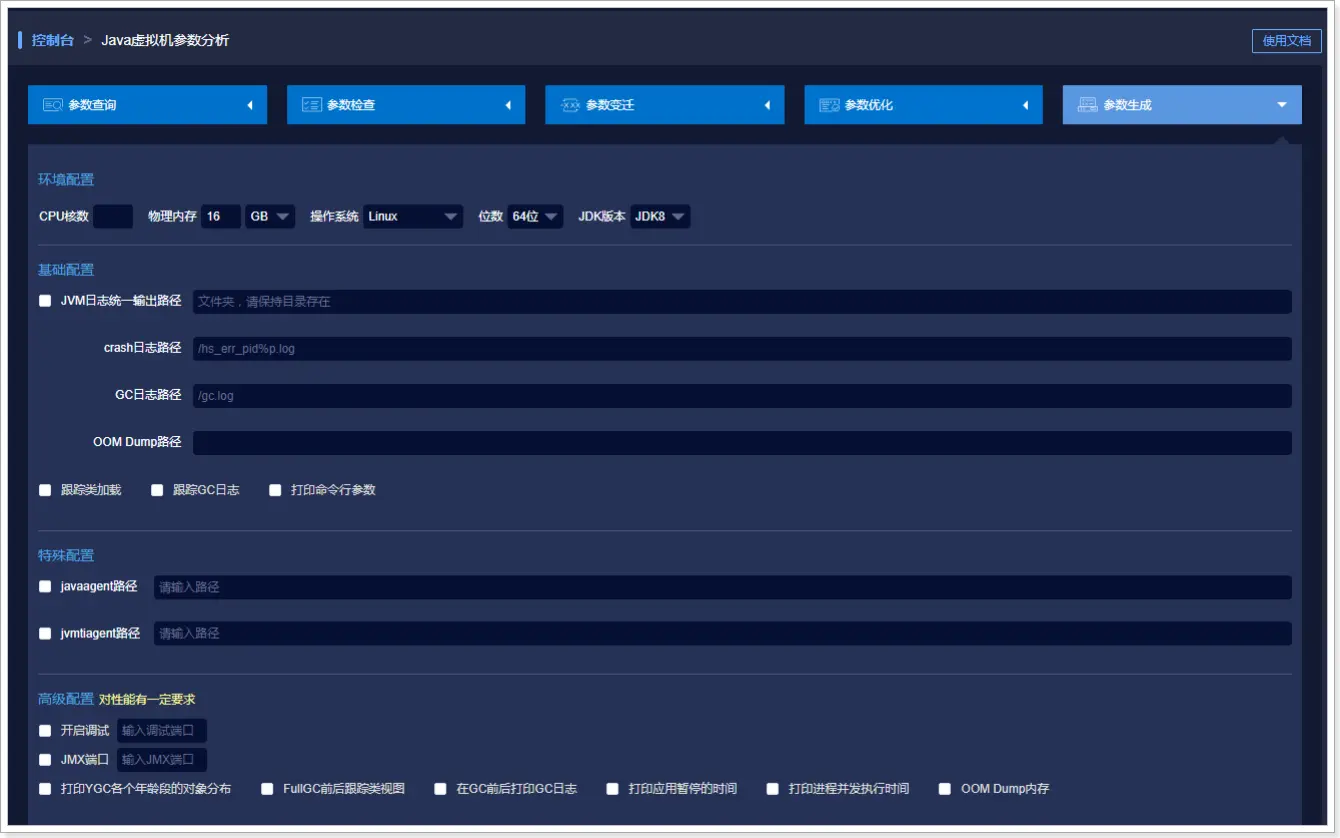 控制台 > Java虚拟机参数分析 使用文档
参数查询 参数检查 参数变迁 参数优化 参数生成
环境配置
CPU核数 物理内存 16 GB 操作系统 Linux 位数 64位 JDK版本 JDK8
基础配置
JVM日志统一输出路径 文件夹，请保持目录存在
crash日志路径 /hs_err_pid%p.log
GC日志路径 /gc.log
OOM Dump路径
跟踪类加载 跟踪GC日志 打印命令行参数
特殊配置
javaagent路径 请输入路径
jvmtiagent路径 请输入路径
高级配置 对性能有一定要求
开启调试 输入调试端口
JMX端口 输入JMX端口
打印YGC各个年龄段的对象分布 FullGC前后跟踪类视图 在GC前后打印GC日志 打印应用暂停的时间 打印进程并发执行时间 OOM Dump内存